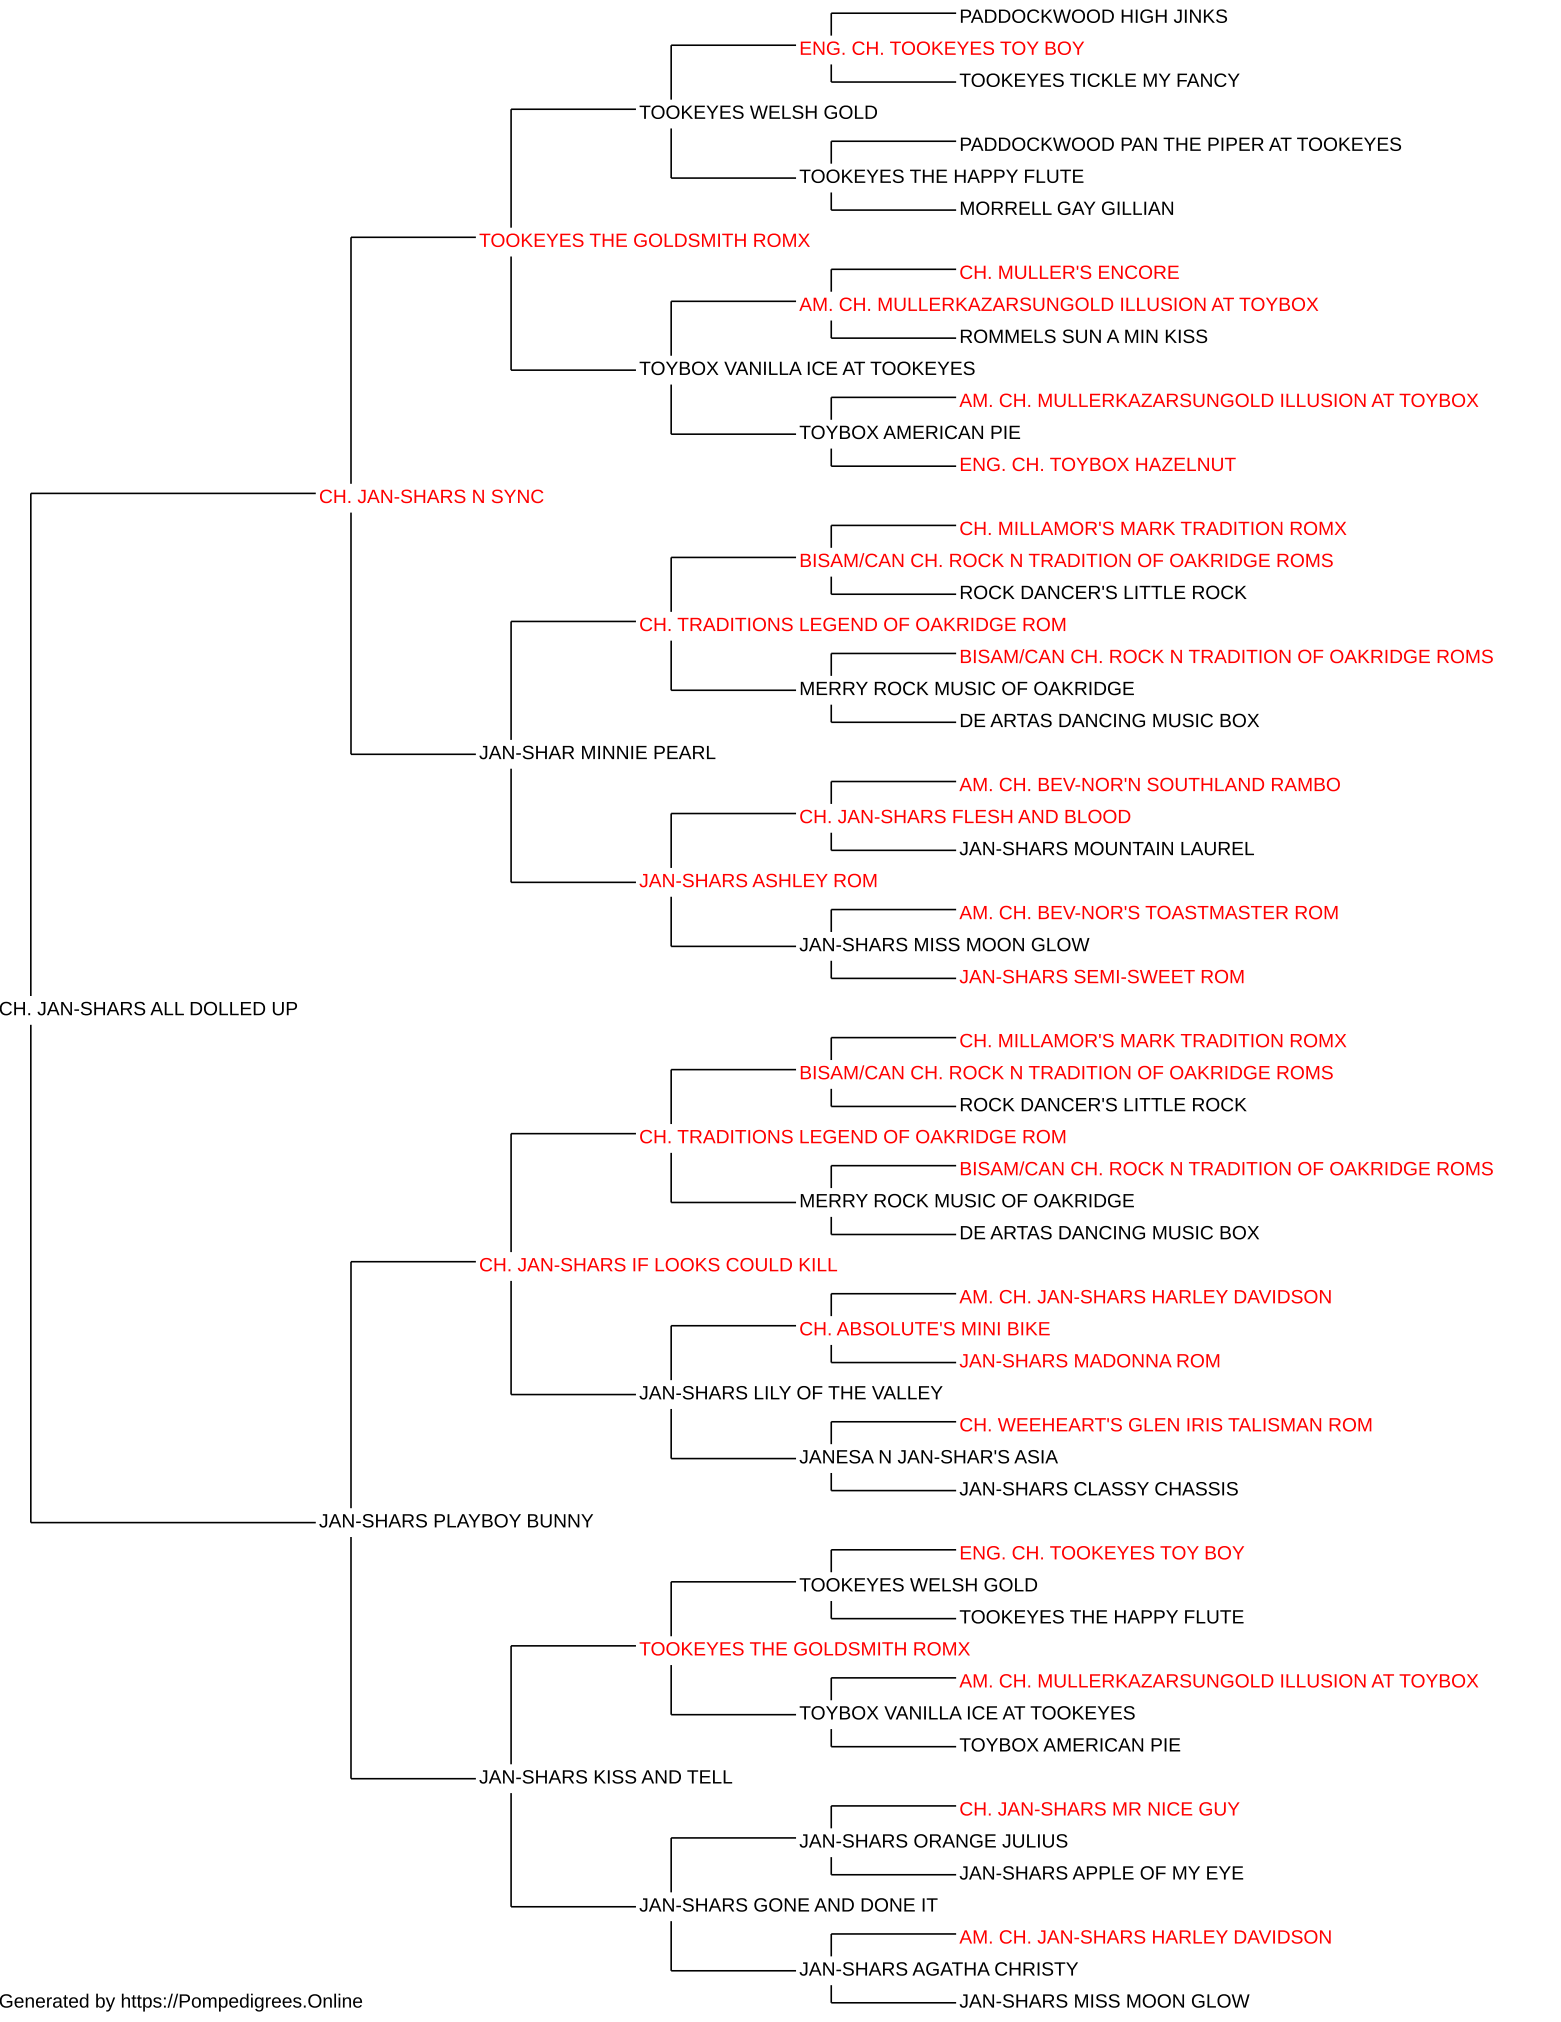 PADDOCKWOOD HIGH JINKS
ENG. CH. TOOKEYES TOY BOY
TOOKEYES TICKLE MY FANCY
TOOKEYES WELSH GOLD
PADDOCKWOOD PAN THE PIPER AT TOOKEYES
TOOKEYES THE HAPPY FLUTE
MORRELL GAY GILLIAN
TOOKEYES THE GOLDSMITH ROMX
CH. MULLER'S ENCORE
AM. CH. MULLERKAZARSUNGOLD ILLUSION AT TOYBOX
ROMMELS SUN A MIN KISS
TOYBOX VANILLA ICE AT TOOKEYES
AM. CH. MULLERKAZARSUNGOLD ILLUSION AT TOYBOX
TOYBOX AMERICAN PIE
ENG. CH. TOYBOX HAZELNUT
CH. JAN-SHARS N SYNC
CH. MILLAMOR'S MARK TRADITION ROMX
BISAM/CAN CH. ROCK N TRADITION OF OAKRIDGE ROMS
ROCK DANCER'S LITTLE ROCK
CH. TRADITIONS LEGEND OF OAKRIDGE ROM
BISAM/CAN CH. ROCK N TRADITION OF OAKRIDGE ROMS
MERRY ROCK MUSIC OF OAKRIDGE
DE ARTAS DANCING MUSIC BOX
JAN-SHAR MINNIE PEARL
AM. CH. BEV-NOR'N SOUTHLAND RAMBO
CH. JAN-SHARS FLESH AND BLOOD
JAN-SHARS MOUNTAIN LAUREL
JAN-SHARS ASHLEY ROM
AM. CH. BEV-NOR'S TOASTMASTER ROM
JAN-SHARS MISS MOON GLOW
JAN-SHARS SEMI-SWEET ROM
CH. JAN-SHARS ALL DOLLED UP
CH. MILLAMOR'S MARK TRADITION ROMX
BISAM/CAN CH. ROCK N TRADITION OF OAKRIDGE ROMS
ROCK DANCER'S LITTLE ROCK
CH. TRADITIONS LEGEND OF OAKRIDGE ROM
BISAM/CAN CH. ROCK N TRADITION OF OAKRIDGE ROMS
MERRY ROCK MUSIC OF OAKRIDGE
DE ARTAS DANCING MUSIC BOX
CH. JAN-SHARS IF LOOKS COULD KILL
AM. CH. JAN-SHARS HARLEY DAVIDSON
CH. ABSOLUTE'S MINI BIKE
JAN-SHARS MADONNA ROM
JAN-SHARS LILY OF THE VALLEY
CH. WEEHEART'S GLEN IRIS TALISMAN ROM
JANESA N JAN-SHAR'S ASIA
JAN-SHARS CLASSY CHASSIS
JAN-SHARS PLAYBOY BUNNY
ENG. CH. TOOKEYES TOY BOY
TOOKEYES WELSH GOLD
TOOKEYES THE HAPPY FLUTE
TOOKEYES THE GOLDSMITH ROMX
AM. CH. MULLERKAZARSUNGOLD ILLUSION AT TOYBOX
TOYBOX VANILLA ICE AT TOOKEYES
TOYBOX AMERICAN PIE
JAN-SHARS KISS AND TELL
CH. JAN-SHARS MR NICE GUY
JAN-SHARS ORANGE JULIUS
JAN-SHARS APPLE OF MY EYE
JAN-SHARS GONE AND DONE IT
AM. CH. JAN-SHARS HARLEY DAVIDSON
JAN-SHARS AGATHA CHRISTY
JAN-SHARS MISS MOON GLOW
Generated by https://Pompedigrees.Online